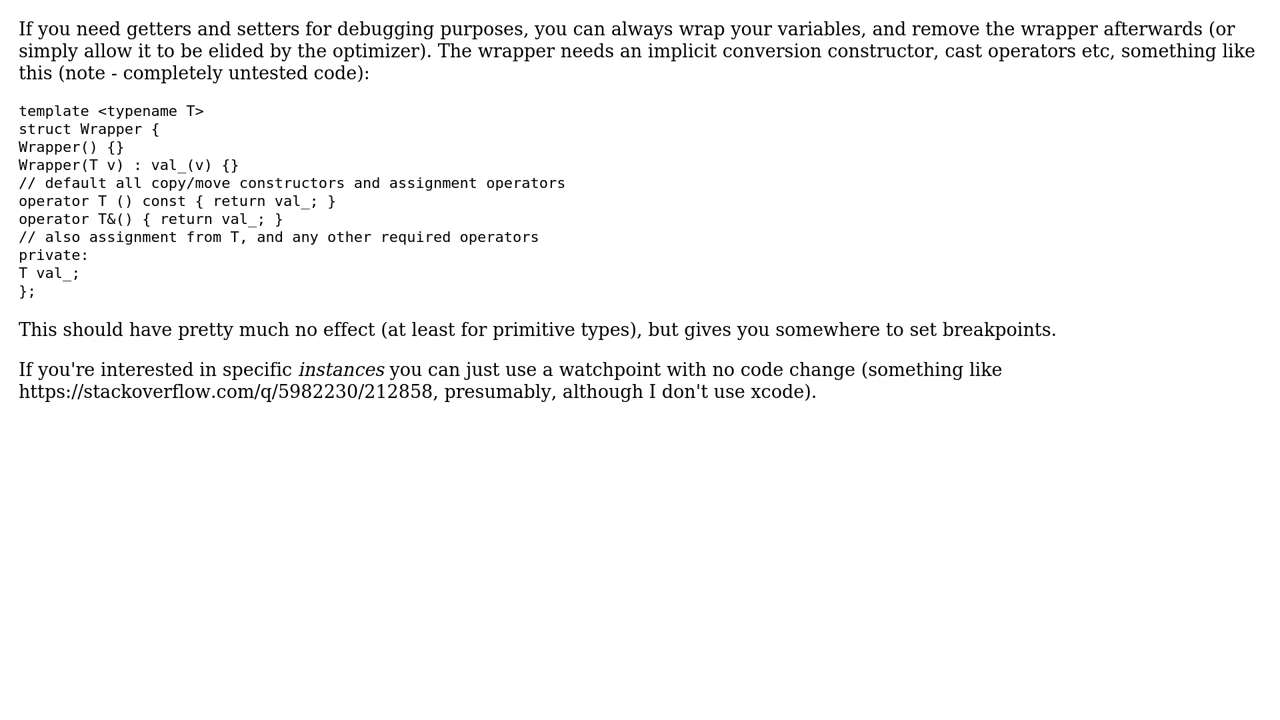 If you need getters and setters for debugging purposes, you can always wrap your variables, and remove the wrapper afterwards (or
simply allow it to be elided by the optimizer). The wrapper needs an implicit conversion constructor, cast operators etc, something like
this (note - completely untested code):
template <typename T>
struct Wrapper {
Wrapper() {}
Wrapper(T v) : val_(v) {}
// default all copy/move constructors and assignment operators
operator T () const { return val_; }
operator T&() { return val_; }
// also assignment from T, and any other required operators
private:
T val_;
};
This should have pretty much no effect (at least for primitive types), but gives you somewhere to set breakpoints.
If you're interested in specific instances you can just use a watchpoint with no code change (something like
https://stackoverflow.com/q/5982230/212858, presumably, although I don't use xcode).